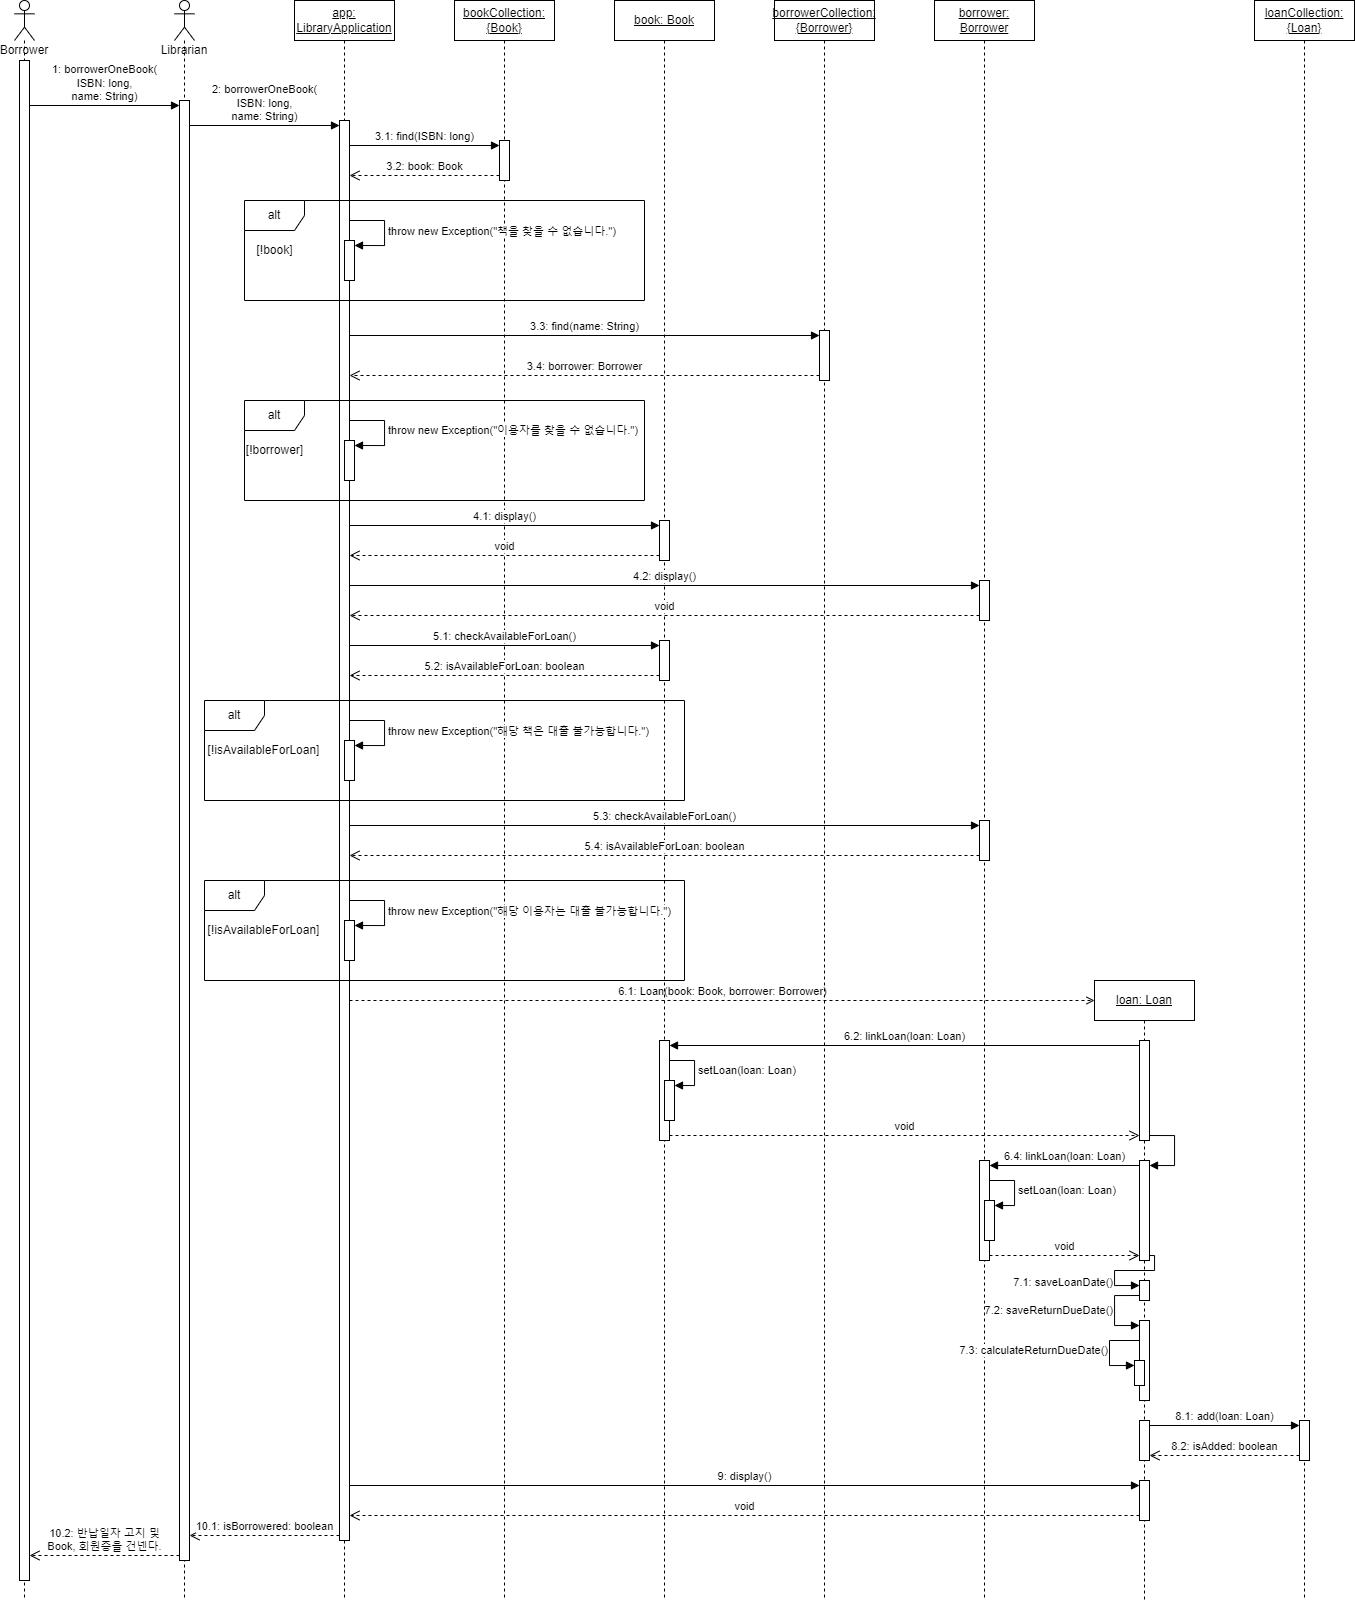 Borrower
Librarian
app:
LibraryApplication
bookCollection:
{Book}
book: Book
borrowerCollection:
{Borrower}
borrower:
Borrower
loanCollection:
{Loan}
1: borrowerOneBook(
ISBN: long,
name: String)
2: borrowerOneBook(
ISBN: long,
name: String)
3.1: find(ISBN: long)
3.2: book: Book
alt
throw new Exception("책을 찾을 수 없습니다.")
[!book]
3.3: find(name: String)
3.4: borrower: Borrower
alt
throw new Exception("이용자를 찾을 수 없습니다.")
[!borrower]
4.1: display()
void
4.2: display()
void
5.1: checkAvailableForLoan()
5.2: isAvailableForLoan: boolean
alt
throw new Exception("해당 책은 대출 불가능합니다.")
[!isAvailableForLoan]
5.3: checkAvailableForLoan()
5.4: isAvailableForLoan: boolean
alt
throw new Exception("해당 이용자는 대출 불가능합니다.")
[!isAvailableForLoan]
6.1: Loan(book: Book, borrower: Borrower)
loan: Loan
6.2: linkLoan(loan: Loan)
setLoan(loan: Loan)
void
6.4: linkLoan(loan: Loan)
setLoan(loan: Loan)
void
7.1: saveLoanDate()
7.2: saveReturnDueDate()
7.3: calculateReturnDueDate()
8.1: add(loan: Loan)
8.2: isAdded: boolean
9: display()
void
10.1: isBorrowered: boolean
10.2: 반납일자 고지 및
Book, 회원증을 건넨다.